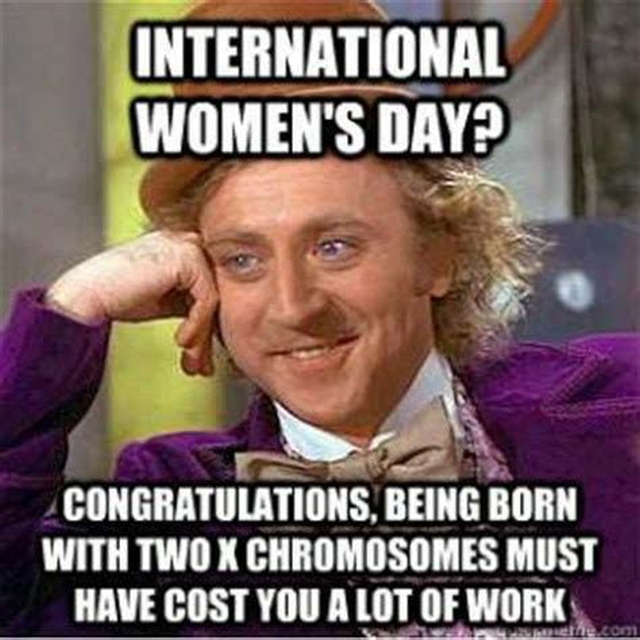 INTERNATIONAL
WOMEN'S DAY?
CONGRATULATIONS, BEING BORN
WITH TWO X CHROMOSOMES MUST
HAVE COST YOU A LOT OF WORK